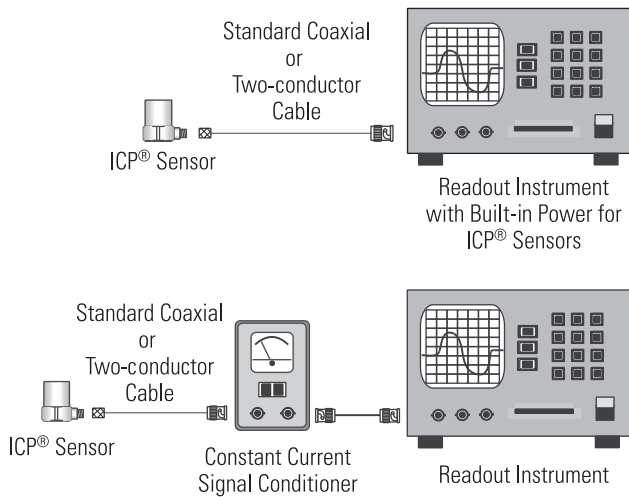 Standard Coaxial
or
Two-conductor
Cable
ICP® Sensor
Readout Instrument
with Built-in Power for
ICP® Sensors
Standard Coaxial
or
Two-conductor
Cable
ICP® Sensor
Constant Current
Signal Conditioner
Readout Instrument